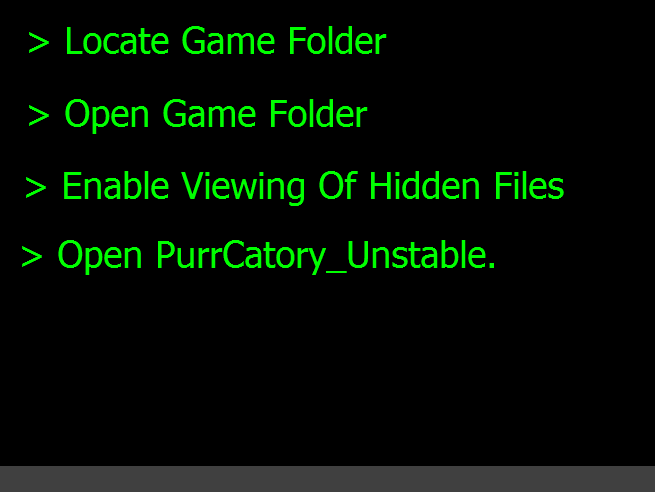 > Locate Game Folder
> Open Game Folder
> Enable Viewing Of Hidden Files
> Open PurrCatory_Unstable.